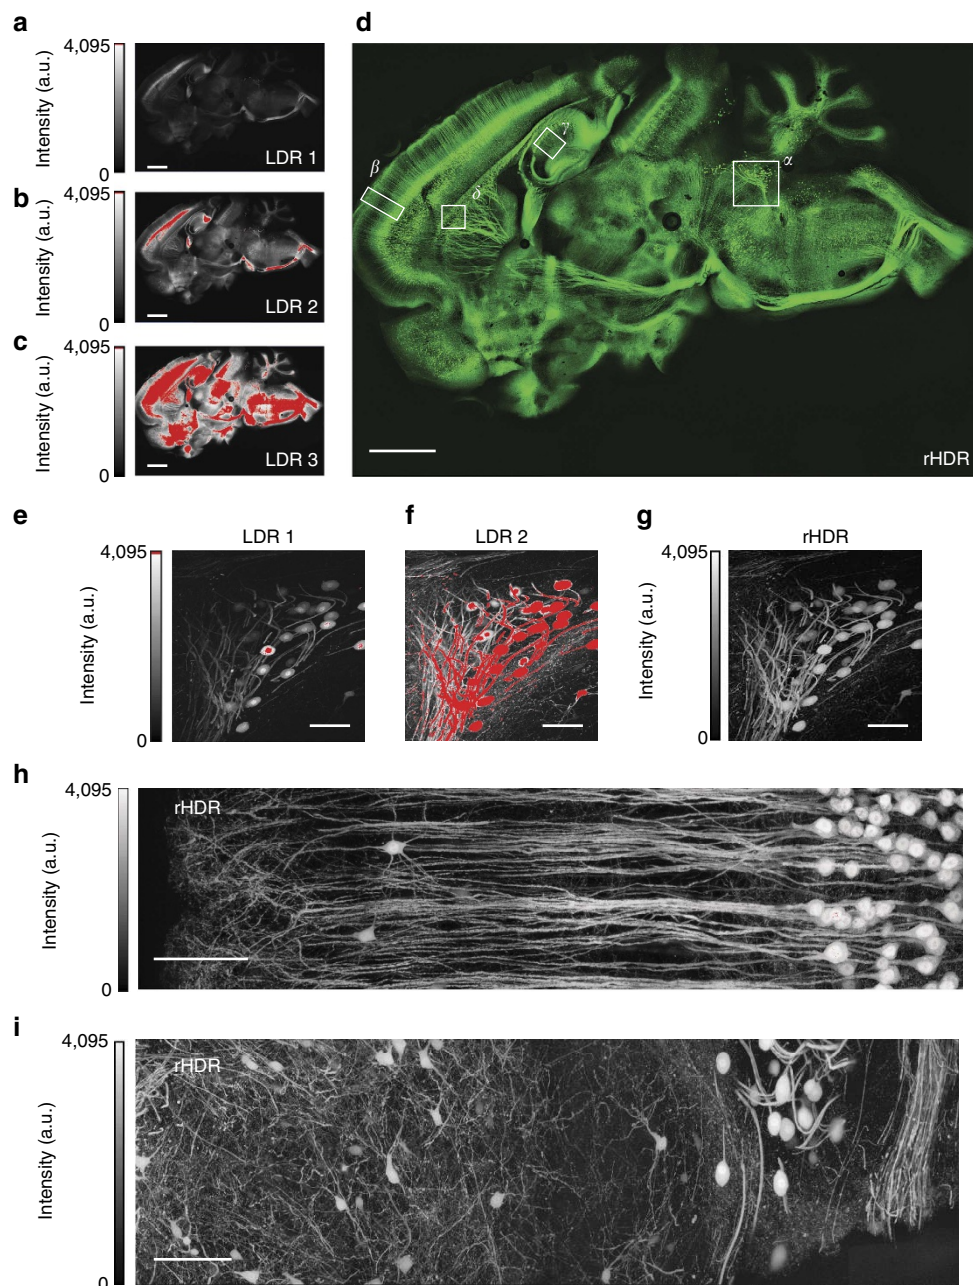 a
4,095
Intensity (a.u.)
0
LDR 1
b
4,095
Intensity (a.u.)
0
LDR 2
c
4,095
Intensity (a.u.)
0
LDR 3
d
β
γ
δ
α
rHDR
e
LDR 1
4,095
Intensity (a.u.)
0
f
LDR 2
g
rHDR
4,095
Intensity (a.u.)
0
h
4,095
Intensity (a.u.)
0
rHDR
i
4,095
Intensity (a.u.)
0
rHDR